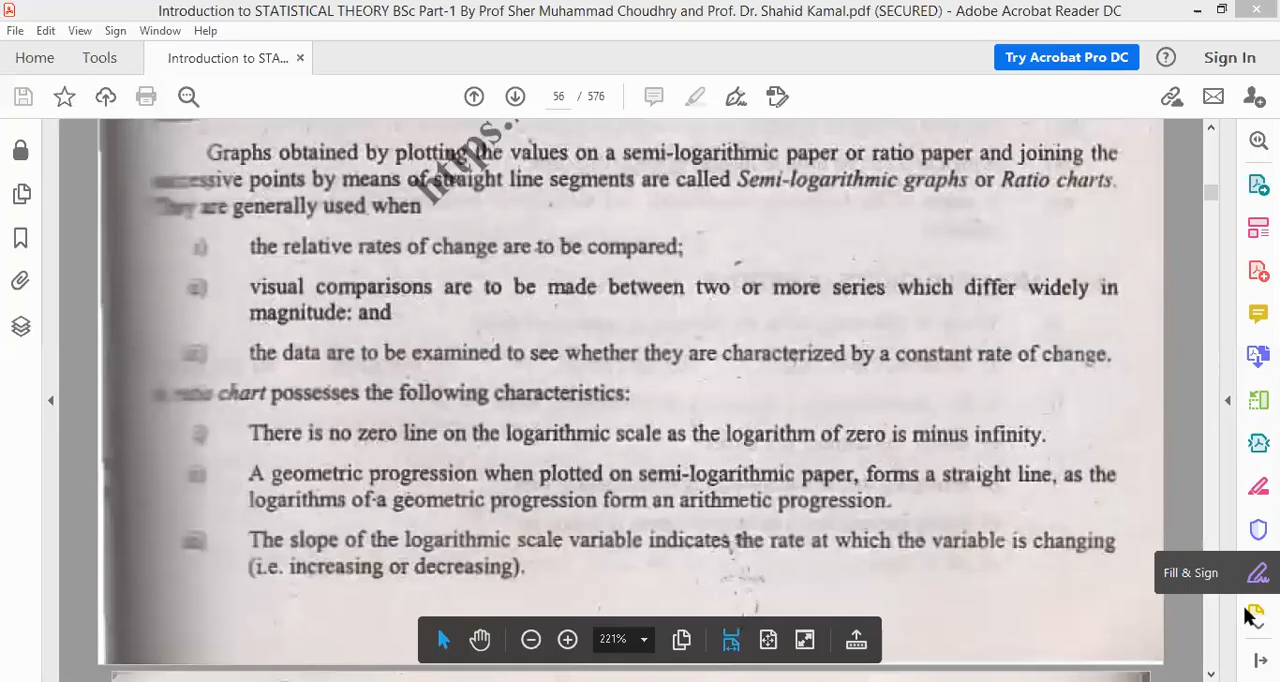 Introduction to STATISTICAL THEORY BSc Part-1 By Prof Sher Muhammad Choudhry and Prof. Dr. Shahid Kamal.pdf (SECURED) - Adobe Acrobat Reader DC
File Edit View Sign Window Help
Home Tools Introduction to STA... × Try Acrobat Pro DC Sign In
56 / 576
https..
Graphs obtained by plotting the values on a semi-logarithmic paper or ratio paper and joining the
points by means of straight line segments are called Semi-logarithmic graphs or Ratio charts.
They are generally used when
i) the relative rates of change are to be compared;
visual comparisons are to be made between two or more series which differ widely in
magnitude: and
the data are to be examined to see whether they are characterized by a constant rate of change.
chart possesses the following characteristics:
There is no zero line on the logarithmic scale as the logarithm of zero is minus infinity.
A geometric progression when plotted on semi-logarithmic paper, forms a straight line, as the
logarithms of a geometric progression form an arithmetic progression.
The slope of the logarithmic scale variable indicates the rate at which the variable is changing
(i.e. increasing or decreasing).
Fill & Sign
221%